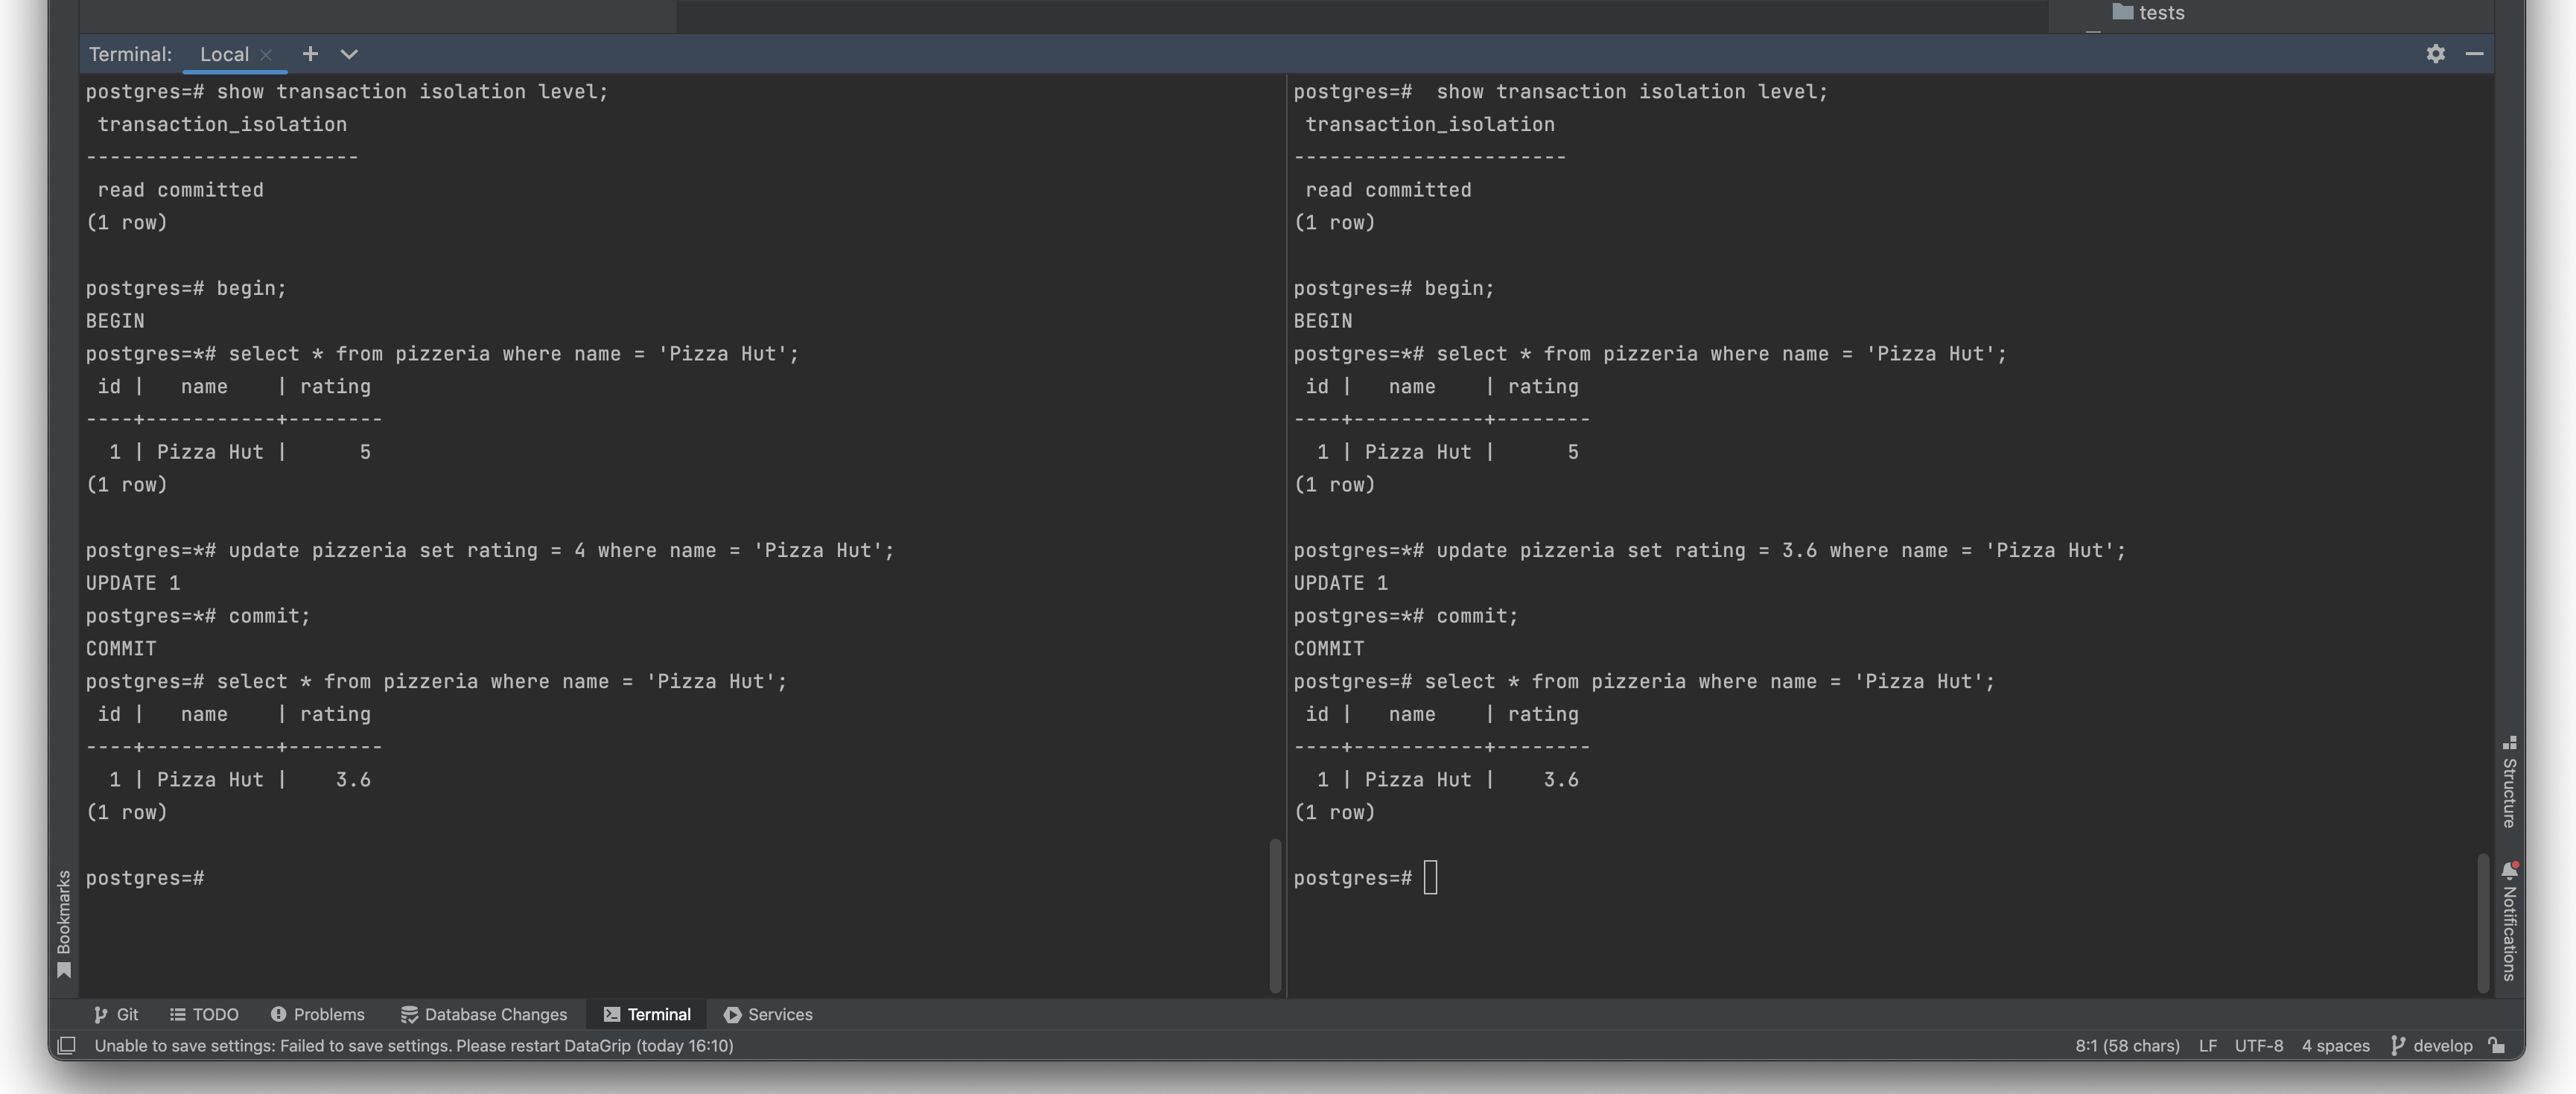 tests
Terminal: Local
postgres=# show transaction isolation level;
 transaction_isolation
-----------------------
 read committed
(1 row)
postgres=# begin;
BEGIN
postgres=*# select * from pizzeria where name = 'Pizza Hut';
 id |   name    | rating
----+-----------+--------
  1 | Pizza Hut |      5
(1 row)
postgres=*# update pizzeria set rating = 4 where name = 'Pizza Hut';
UPDATE 1
postgres=*# commit;
COMMIT
postgres=# select * from pizzeria where name = 'Pizza Hut';
 id |   name    | rating
----+-----------+--------
  1 | Pizza Hut |    3.6
(1 row)
postgres=#
postgres=#  show transaction isolation level;
 transaction_isolation
-----------------------
 read committed
(1 row)
postgres=# begin;
BEGIN
postgres=*# select * from pizzeria where name = 'Pizza Hut';
 id |   name    | rating
----+-----------+--------
  1 | Pizza Hut |      5
(1 row)
postgres=*# update pizzeria set rating = 3.6 where name = 'Pizza Hut';
UPDATE 1
postgres=*# commit;
COMMIT
postgres=# select * from pizzeria where name = 'Pizza Hut';
 id |   name    | rating
----+-----------+--------
  1 | Pizza Hut |    3.6
(1 row)
postgres=#
Bookmarks
Structure
Notifications
Git TODO Problems Database Changes Terminal Services
Unable to save settings: Failed to save settings. Please restart DataGrip (today 16:10) 8:1 (58 chars) LF UTF-8 4 spaces develop